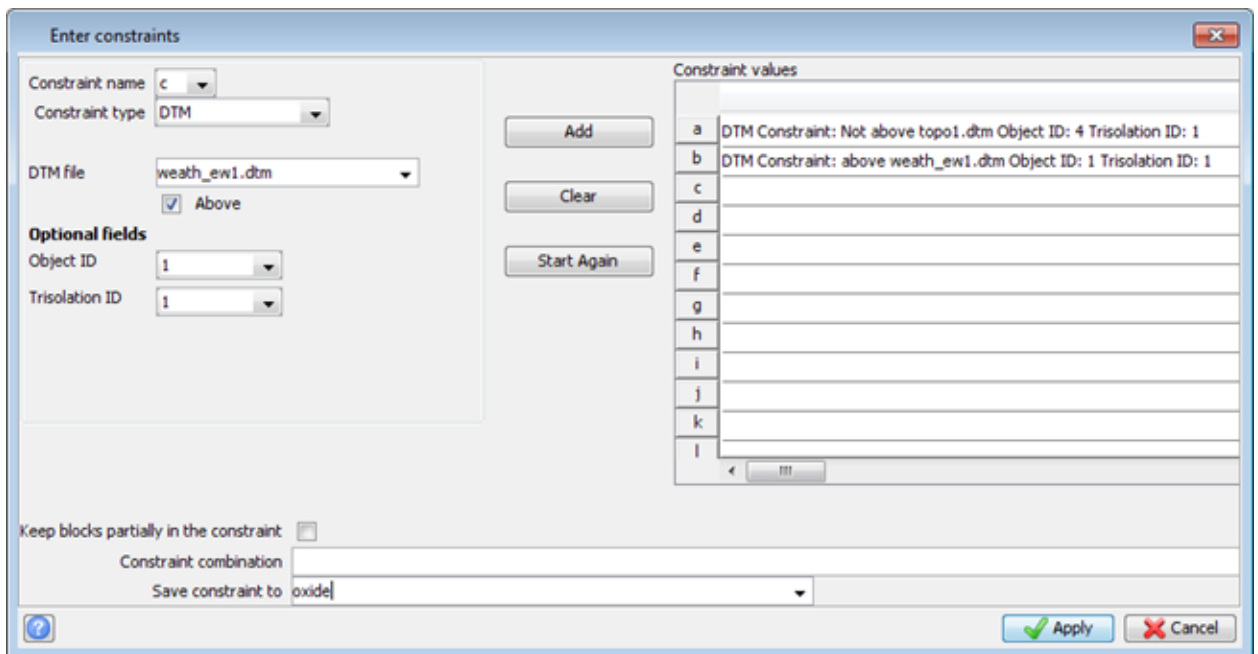 Enter constraints
Constraint name c
Constraint type DTM
DTM file weath_ew1.dtm
Above
Optional fields
Object ID 1
Trisolation ID 1
Add
Clear
Start Again
Constraint values
a DTM Constraint: Not above topo1.dtm Object ID: 4 Trisolation ID: 1
b DTM Constraint: above weath_ew1.dtm Object ID: 1 Trisolation ID: 1
c
d
e
f
g
h
i
j
k
l
Keep blocks partially in the constraint
Constraint combination
Save constraint to oxide
Apply Cancel